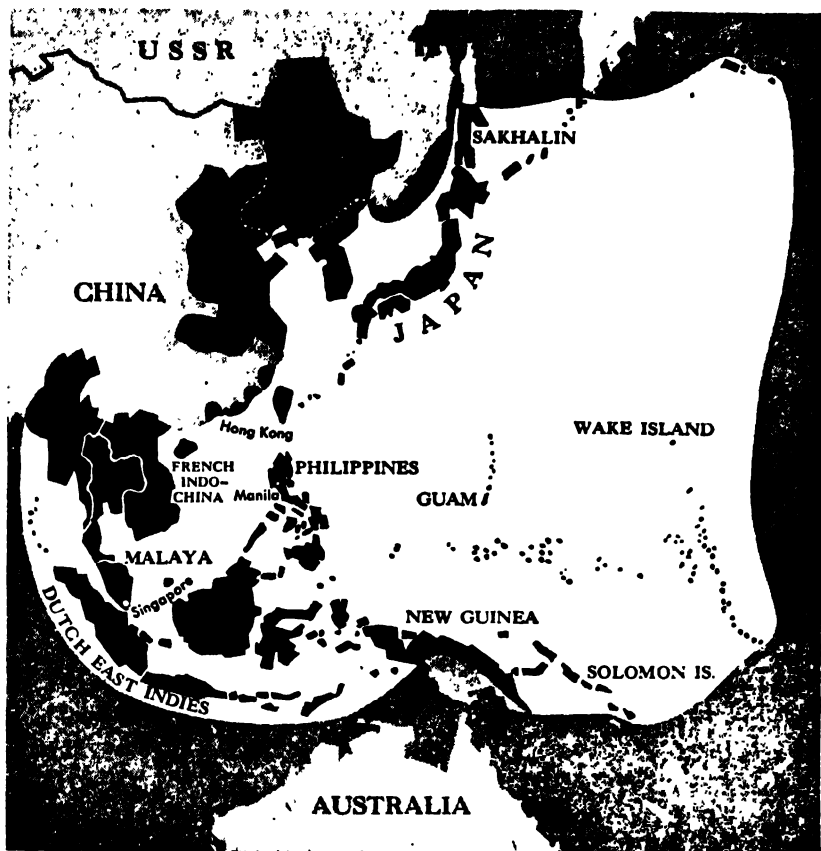 USSR
SAKHALIN
JAPAN
CHINA
Hong Kong
WAKE ISLAND
FRENCH
INDO-
CHINA
PHILIPPINES
Manila
GUAM
MALAYA
Singapore
DUTCH EAST INDIES
NEW GUINEA
SOLOMON IS.
AUSTRALIA